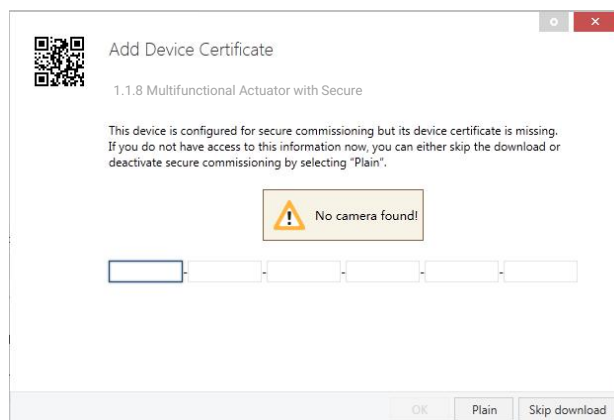 Add Device Certificate
1.1.8 Multifunctional Actuator with Secure
This device is configured for secure commissioning but its device certificate is missing.
If you do not have access to this information now, you can either skip the download or
deactivate secure commissioning by selecting "Plain".
No camera found!
- - - - -
OK Plain Skip download